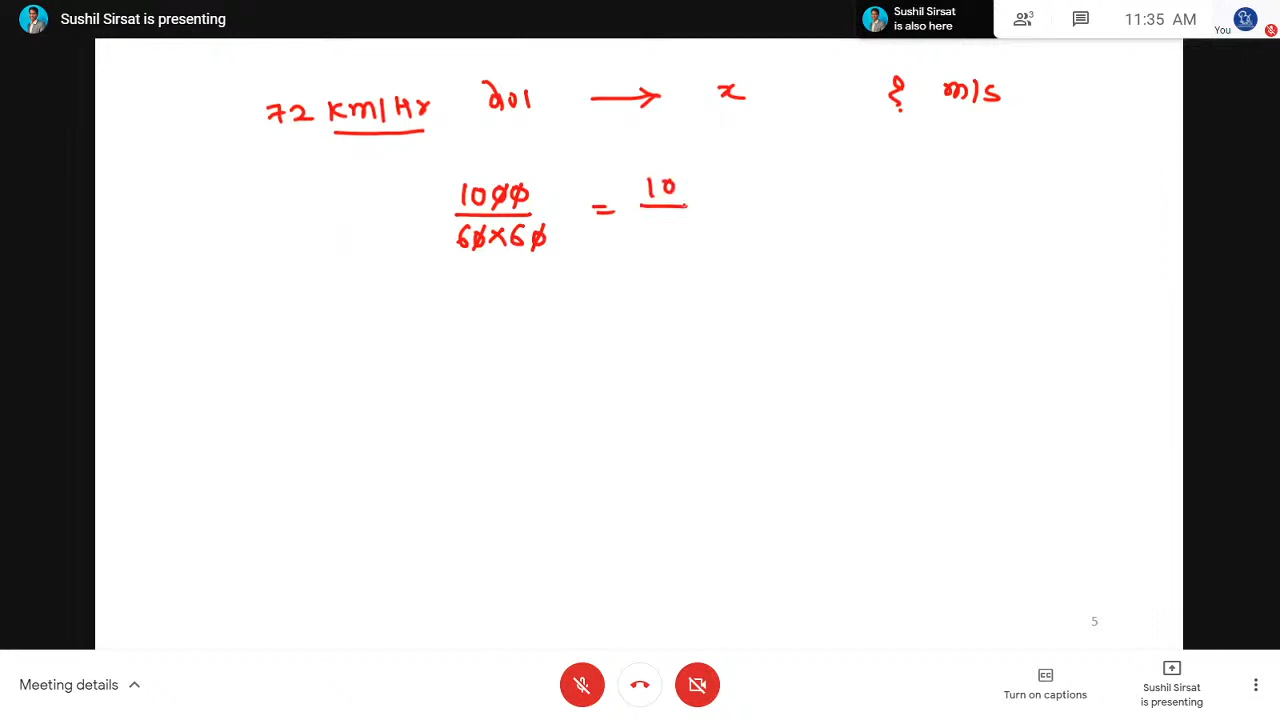 Sushil Sirsat is presenting
Sushil Sirsat
is also here
3
11:35 AM
You
72 Km/Hr → x ? m/s
1000/60×60 = 10
5
Meeting details
Turn on captions
Sushil Sirsat
is presenting